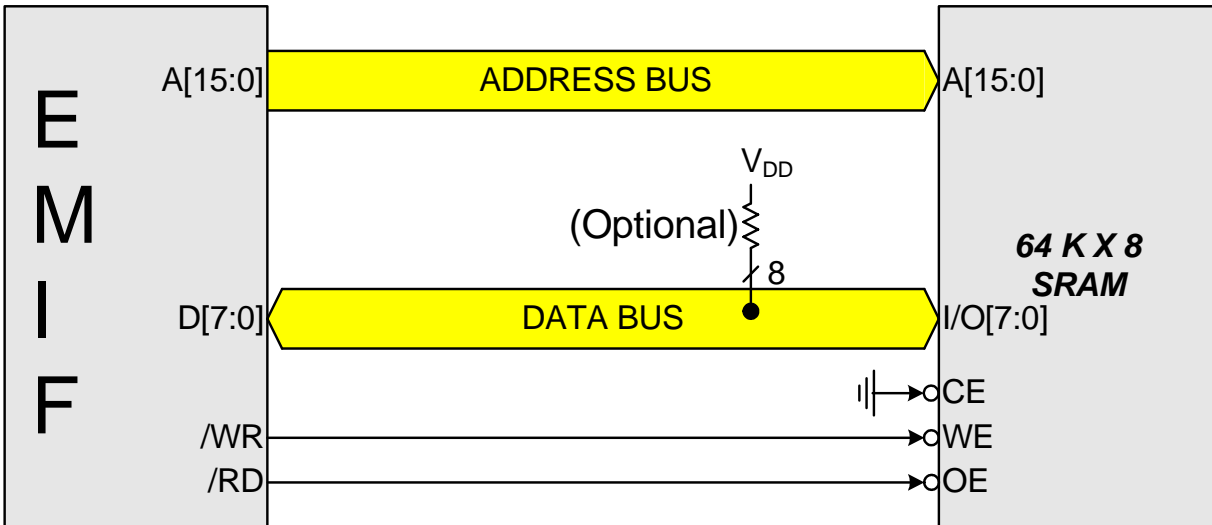 E
M
I
F
A[15:0]
ADDRESS BUS
A[15:0]
VDD
(Optional)
8
64 K X 8
SRAM
D[7:0]
DATA BUS
I/O[7:0]
CE
/WR
WE
/RD
OE